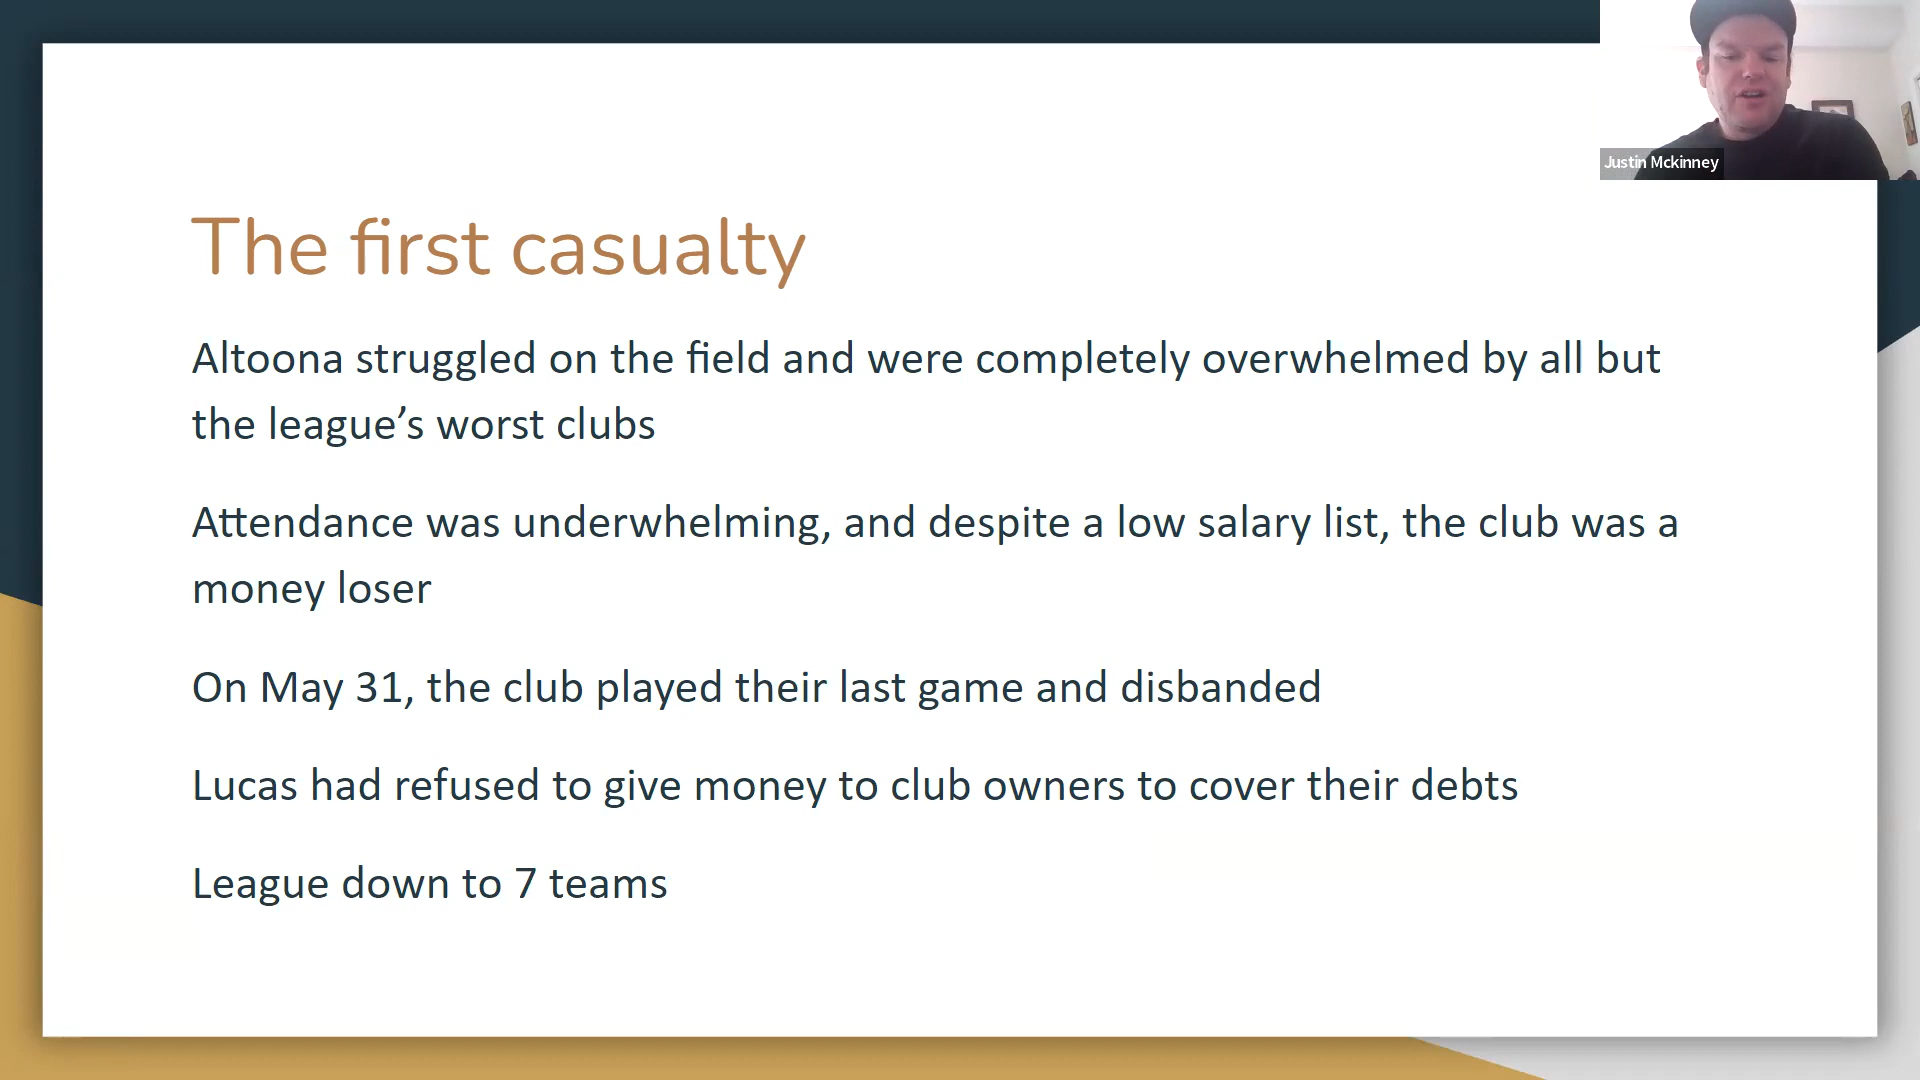 Justin Mckinney
The first casualty
Altoona struggled on the field and were completely overwhelmed by all but
the league’s worst clubs
Attendance was underwhelming, and despite a low salary list, the club was a
money loser
On May 31, the club played their last game and disbanded
Lucas had refused to give money to club owners to cover their debts
League down to 7 teams